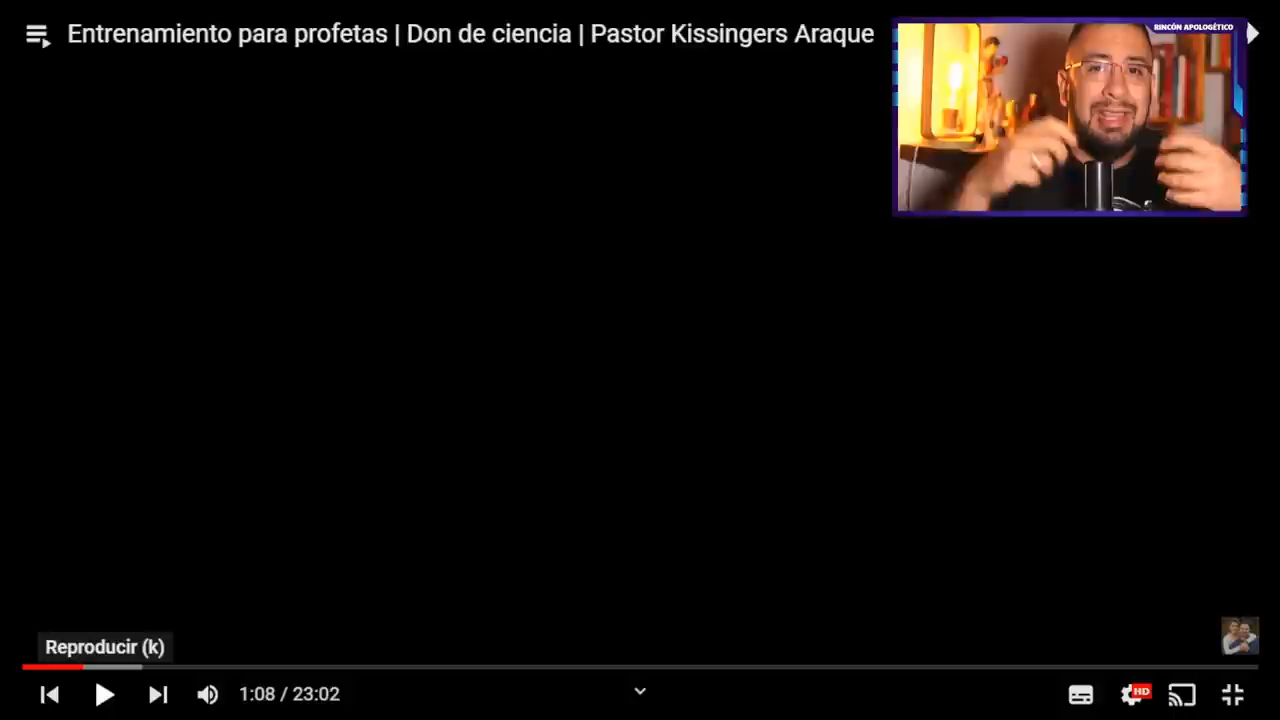 Entrenamiento para profetas | Don de ciencia | Pastor Kissingers Araque
RINCÓN APOLOGÉTICO
Reproducir (k)
1:08 / 23:02
HD